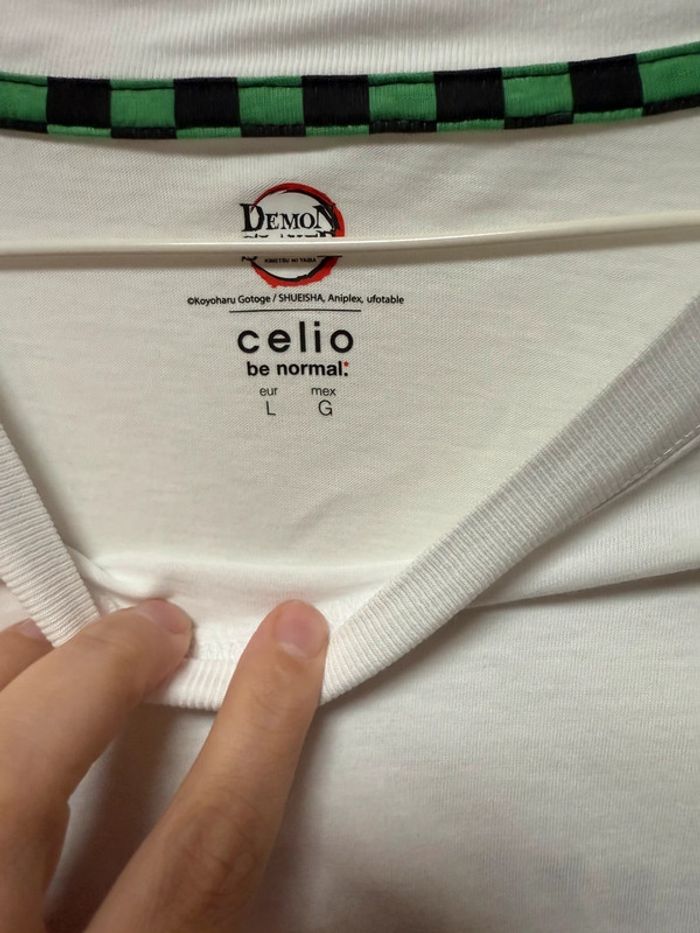 DEMON
KIMETSU NO YAIBA
©Koyoharu Gotoge / SHUEISHA, Aniplex, ufotable
celio
be normal:
eur mex
L G